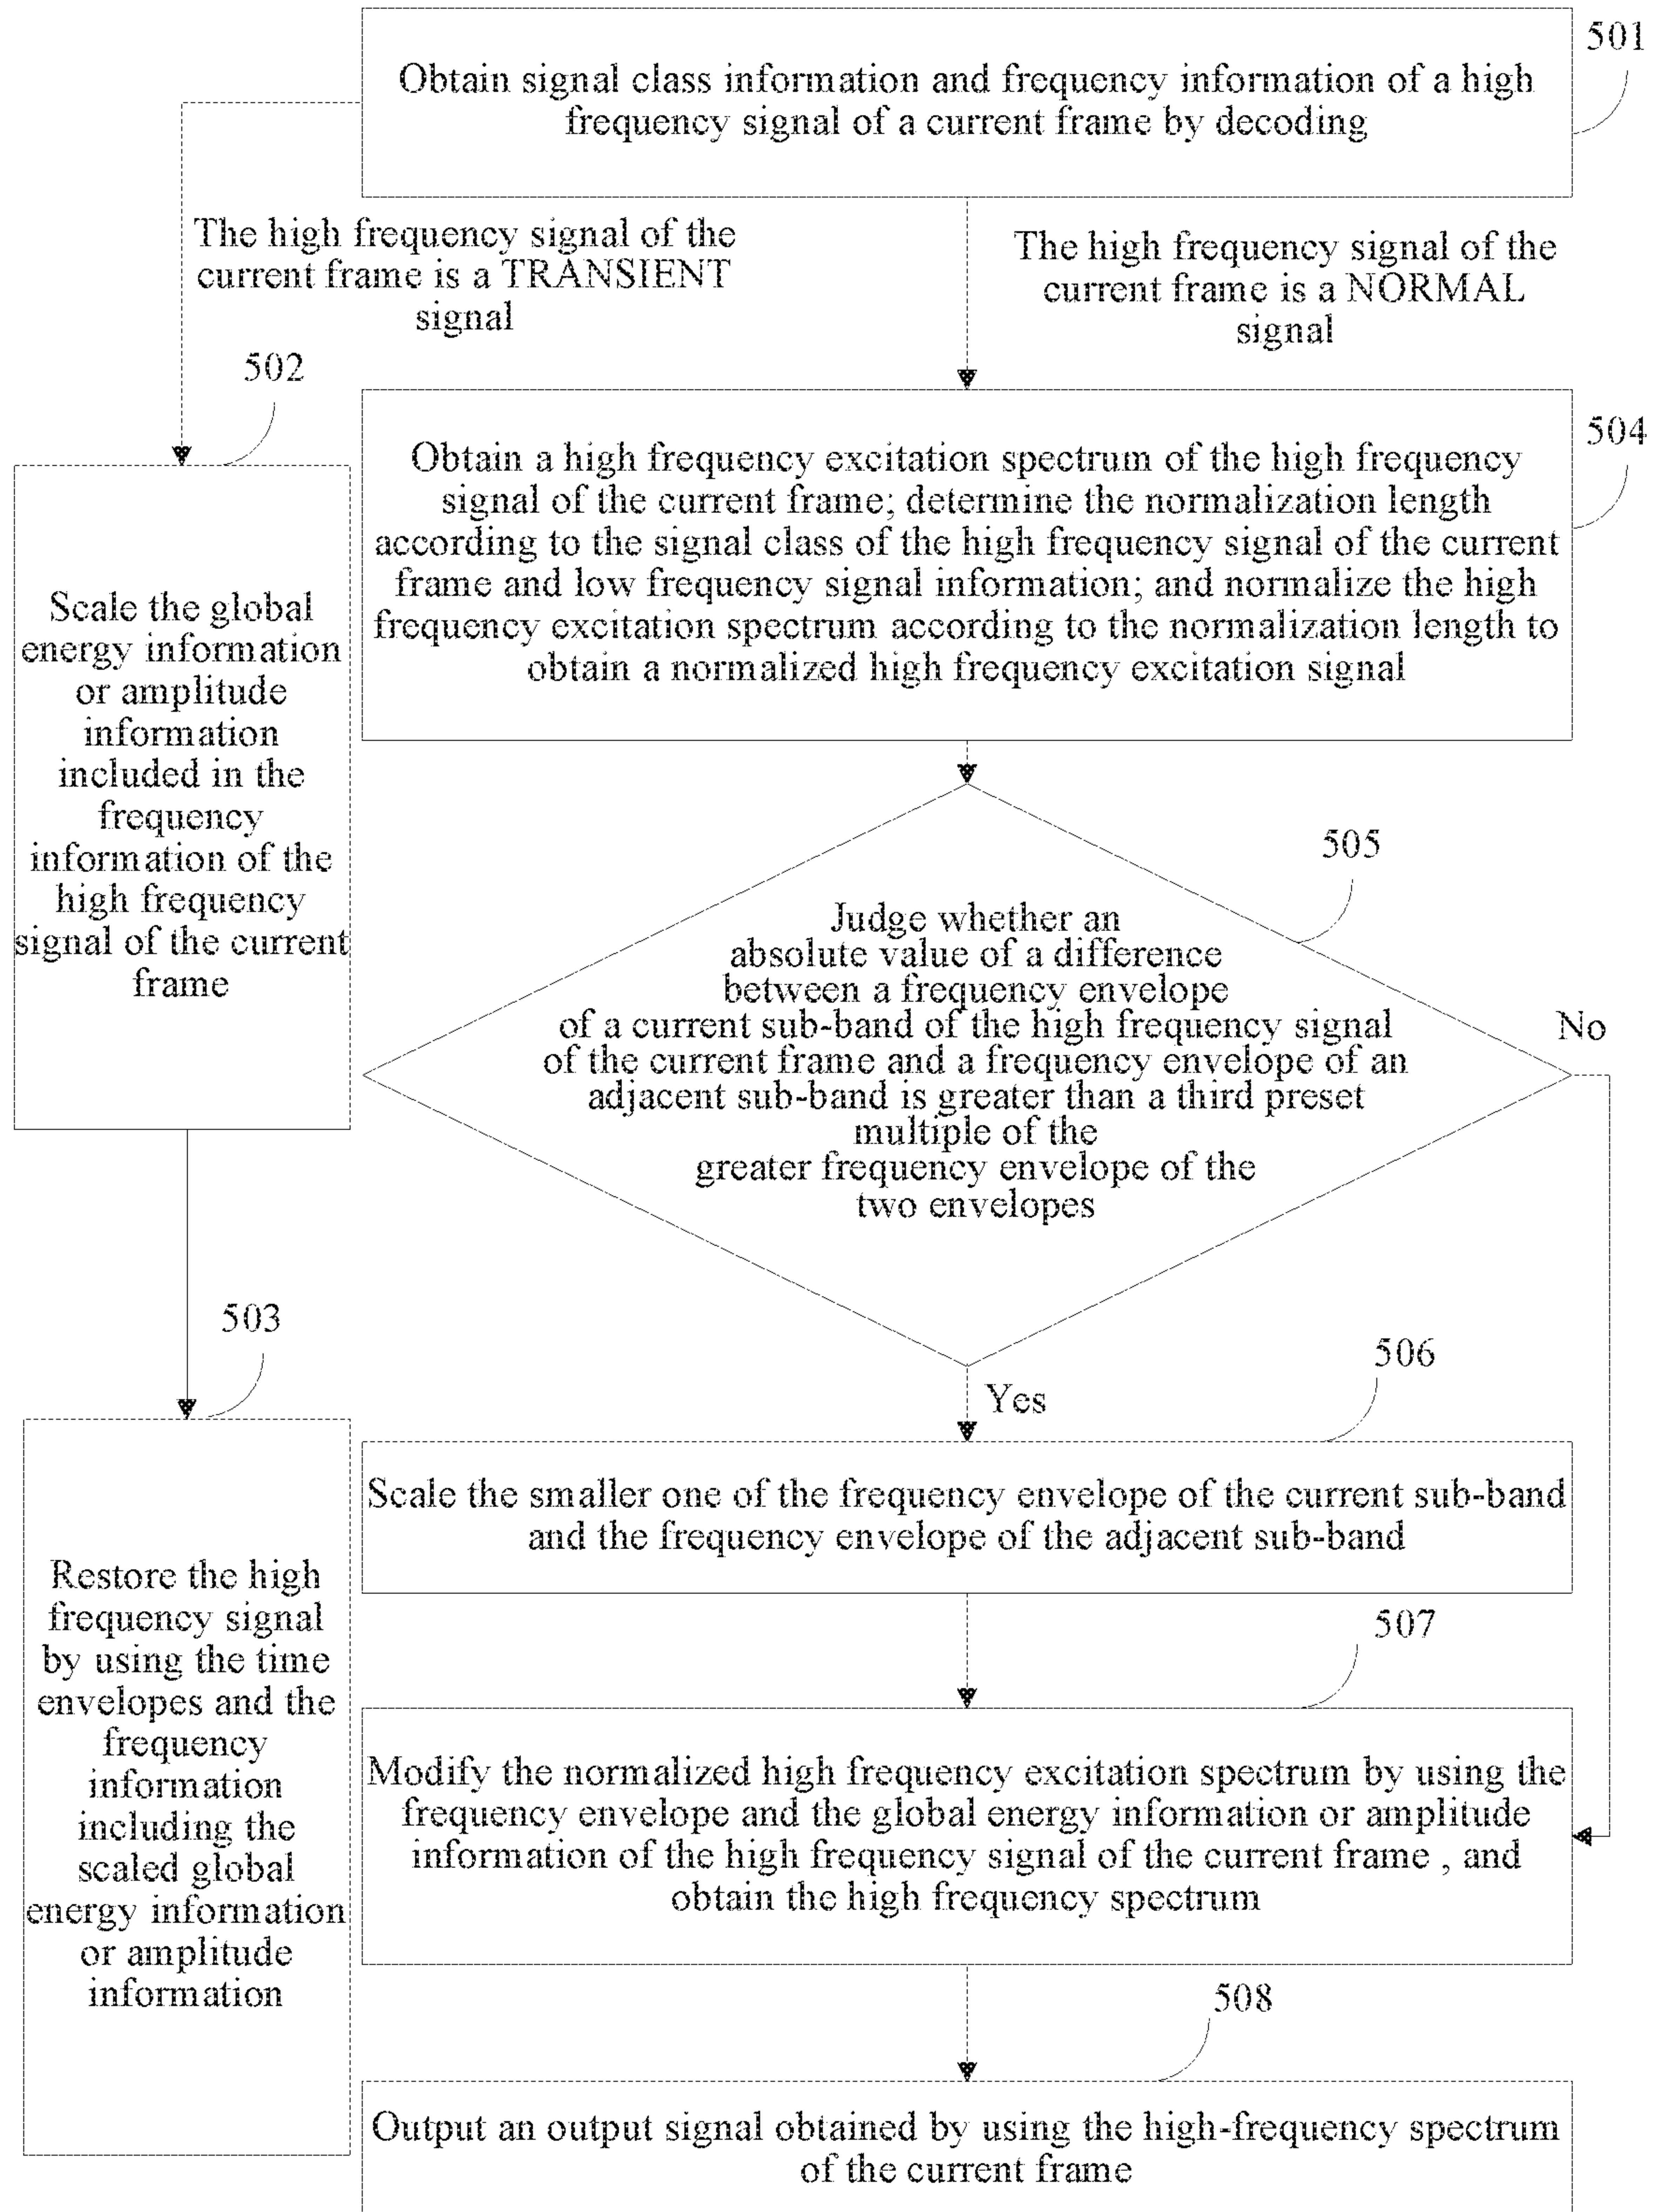 501
Obtain signal class information and frequency information of a high
frequency signal of a current frame by decoding
The high frequency signal of the
current frame is a TRANSIENT
signal
The high frequency signal of the
current frame is a NORMAL
signal
502
504
Obtain a high frequency excitation spectrum of the high frequency
signal of the current frame; determine the normalization length
according to the signal class of the high frequency signal of the current
frame and low frequency signal information; and normalize the high
frequency excitation spectrum according to the normalization length to
obtain a normalized high frequency excitation signal
Scale the global
energy information
or amplitude
information
included in the
frequency
information of the
high frequency
signal of the current
frame
505
Judge whether an
absolute value of a difference
between a frequency envelope
of a current sub-band of the high frequency signal
of the current frame and a frequency envelope of an
adjacent sub-band is greater than a third preset
multiple of the
greater frequency envelope of the
two envelopes
No
503
Yes
506
Scale the smaller one of the frequency envelope of the current sub-band
and the frequency envelope of the adjacent sub-band
Restore the high
frequency signal
by using the time
envelopes and the
frequency
information
including the
scaled global
energy information
or amplitude
information
507
Modify the normalized high frequency excitation spectrum by using the
frequency envelope and the global energy information or amplitude
information of the high frequency signal of the current frame , and
obtain the high frequency spectrum
508
Output an output signal obtained by using the high-frequency spectrum
of the current frame